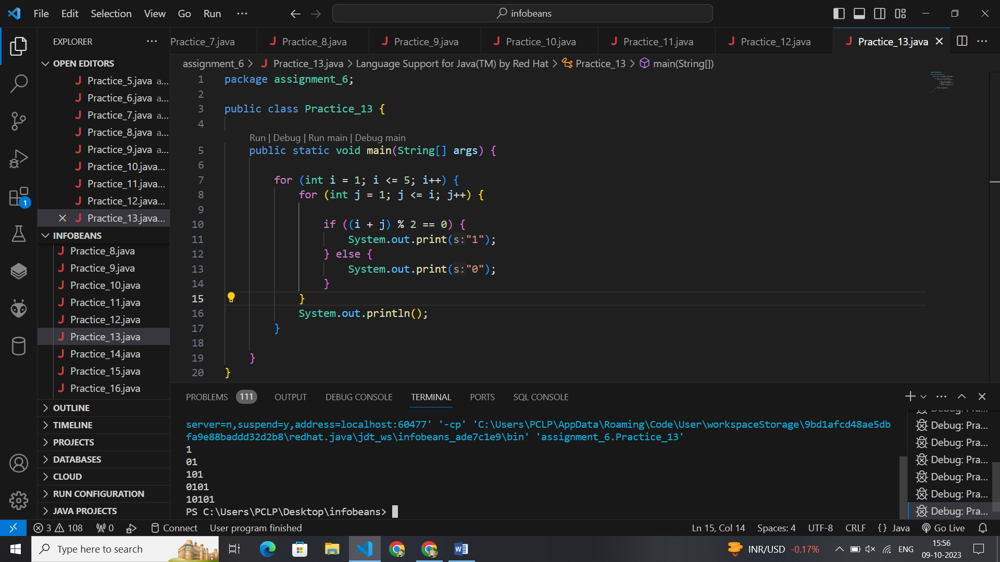 File Edit Selection View Go Run ···
infobeans
EXPLORER ···
Practice_7.java
Practice_8.java
Practice_9.java
Practice_10.java
Practice_11.java
Practice_12.java
Practice_13.java
OPEN EDITORS
Practice_5.java a...
Practice_6.java a...
Practice_7.java a...
Practice_8.java a...
Practice_9.java a...
Practice_10.java...
Practice_11.java...
Practice_12.java...
Practice_13.java...
INFOBEANS
Practice_8.java
Practice_9.java
Practice_10.java
Practice_11.java
Practice_12.java
Practice_13.java
Practice_14.java
Practice_15.java
Practice_16.java
OUTLINE
TIMELINE
PROJECTS
DATABASES
CLOUD
RUN CONFIGURATION
JAVA PROJECTS
1
assignment_6 > Practice_13.java > Language Support for Java(TM) by Red Hat > Practice_13 > main(String[])
1 package assignment_6;
2
3 public class Practice_13 {
4
Run | Debug | Run main | Debug main
5 public static void main(String[] args) {
6
7 for (int i = 1; i <= 5; i++) {
8 for (int j = 1; j <= i; j++) {
9
10 if ((i + j) % 2 == 0) {
11 System.out.print(s:"1");
12 } else {
13 System.out.print(s:"0");
14 }
15 }
16 System.out.println();
17 }
18
19 }
20 }
PROBLEMS 111 OUTPUT DEBUG CONSOLE TERMINAL PORTS SQL CONSOLE
server=n,suspend=y,address=localhost:60477' '-cp' 'C:\Users\PCLP\AppData\Roaming\Code\User\workspaceStorage\9bd1afcd48ae5db
fa9e88baddd32d2b8\redhat.java\jdt_ws\infobeans_ade7c1e9\bin' 'assignment_6.Practice_13'
1
01
101
0101
10101
PS C:\Users\PCLP\Desktop\infobeans>
Debug: Pra...
Debug: Pra...
Debug: Pra...
Debug: Pra...
Debug: Pra...
Debug: Pra...
Debug: Pra...
3 108 0 Connect User program finished Ln 15, Col 14 Spaces: 4 UTF-8 CRLF {} Java Go Live
Type here to search
INR/USD -0.17% ENG 15:56
09-10-2023